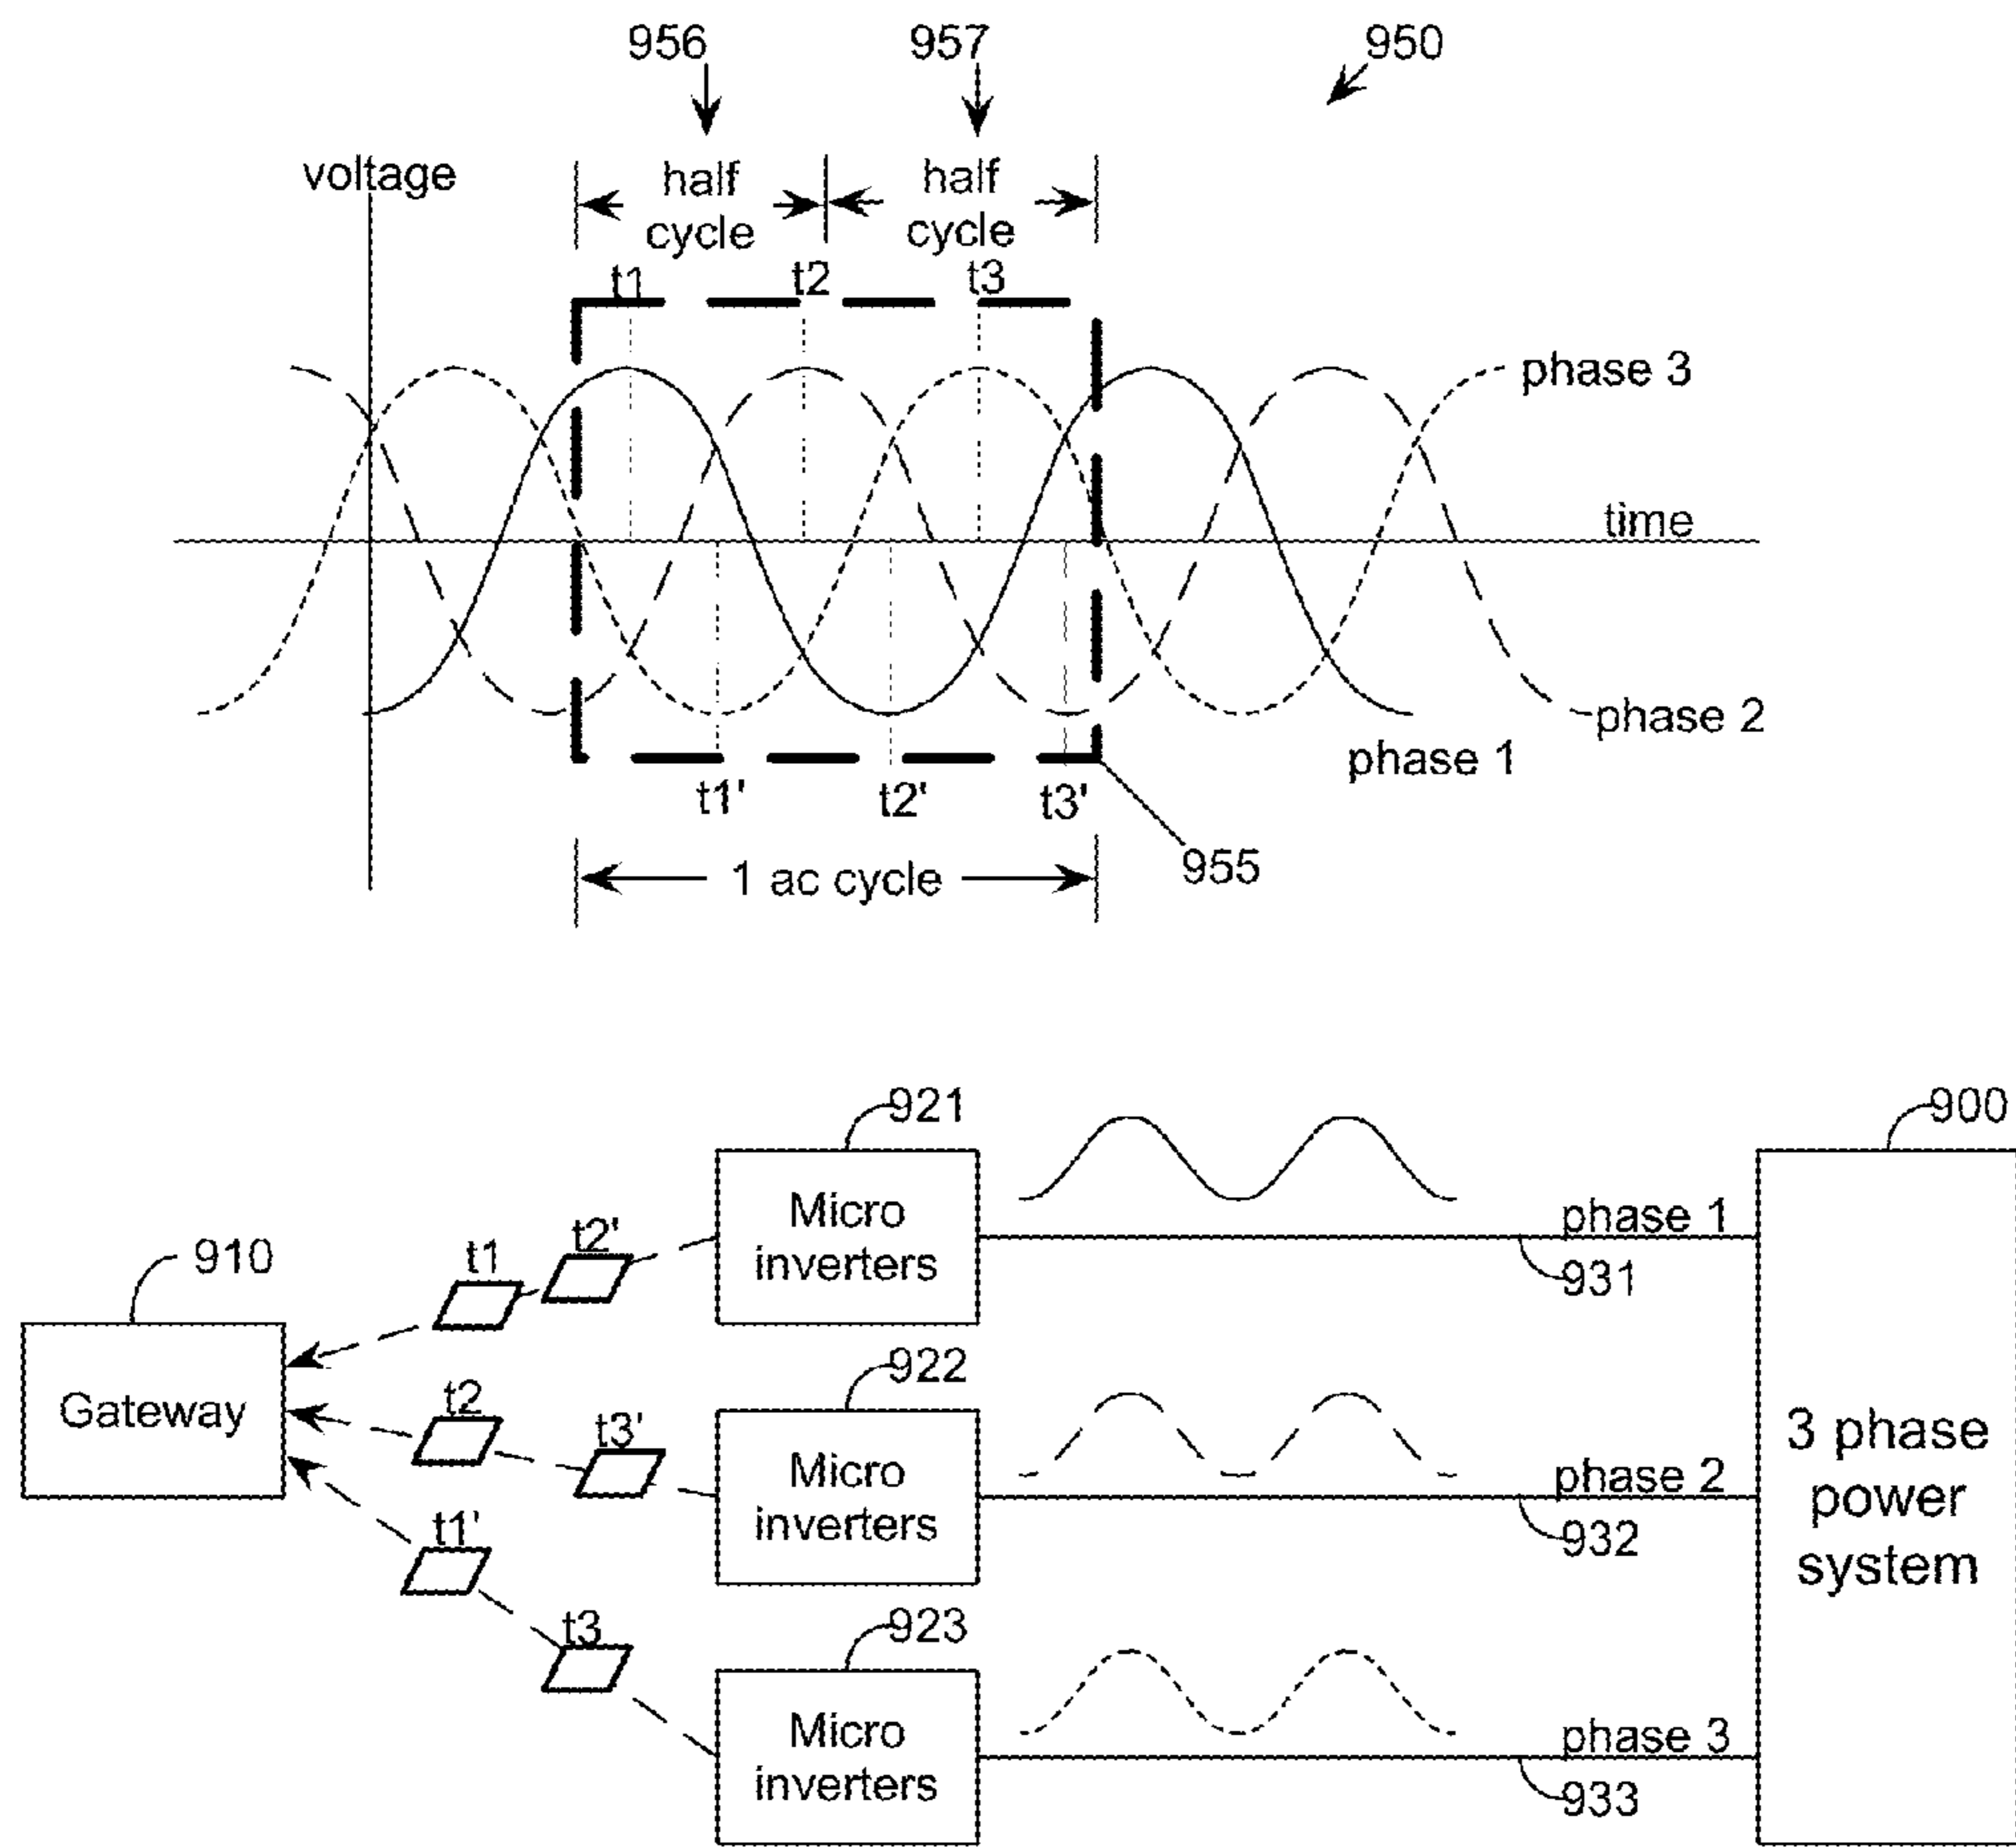 956
957
950
voltage
half
cycle
half
cycle
t1
t2
t3
phase 3
time
phase 2
phase 1
t1'
t2'
t3'
955
1 ac cycle
921
900
Micro
inverters
phase 1
931
t1
t2'
910
Gateway
922
Micro
inverters
phase 2
932
t2
t3'
3 phase
power
system
t1'
t3
923
Micro
inverters
phase 3
933